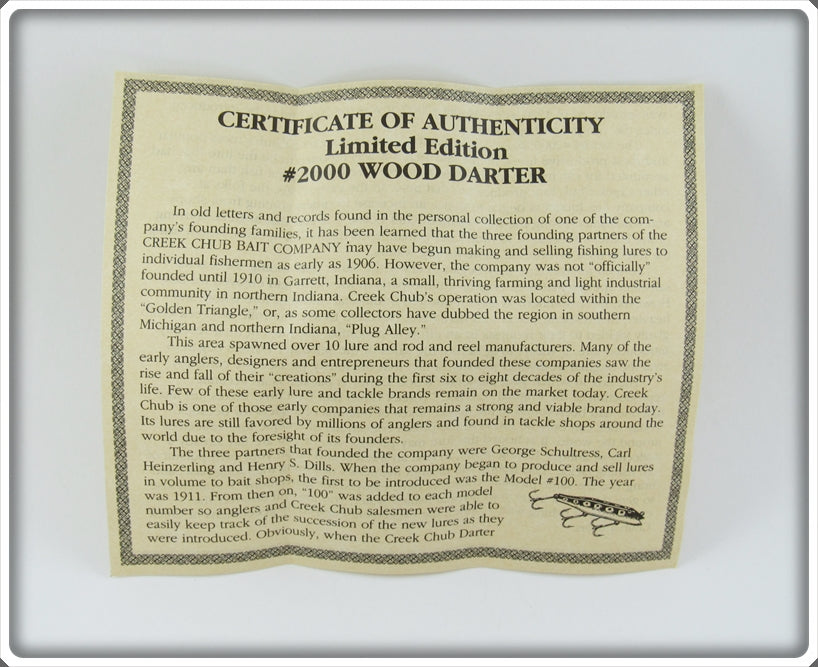 CERTIFICATE OF AUTHENTICITY
Limited Edition
#2000 WOOD DARTER
In old letters and records found in the personal collection of one of the com-
pany's founding families, it has been learned that the three founding partners of the
CREEK CHUB BAIT COMPANY may have begun making and selling fishing lures to
individual fishermen as early as 1906. However, the company was not "officially"
founded until 1910 in Garrett, Indiana, a small, thriving farming and light industrial
community in northern Indiana. Creek Chub's operation was located within the
"Golden Triangle," or, as some collectors have dubbed the region in southern
Michigan and northern Indiana, "Plug Alley."
This area spawned over 10 lure and rod and reel manufacturers. Many of the
early anglers, designers and entrepreneurs that founded these companies saw the
rise and fall of their "creations" during the first six to eight decades of the industry's
life. Few of these early lure and tackle brands remain on the market today. Creek
Chub is one of those early companies that remains a strong and viable brand today.
Its lures are still favored by millions of anglers and found in tackle shops around the
world due to the foresight of its founders.
The three partners that founded the company were George Schultress, Carl
Heinzerling and Henry S. Dills. When the company began to produce and sell lures
in volume to bait shops, the first to be introduced was the Model #100. The year
was 1911. From then on, "100" was added to each model
number so anglers and Creek Chub salesmen were able to
easily keep track of the succession of the new lures as they
were introduced. Obviously, when the Creek Chub Darter